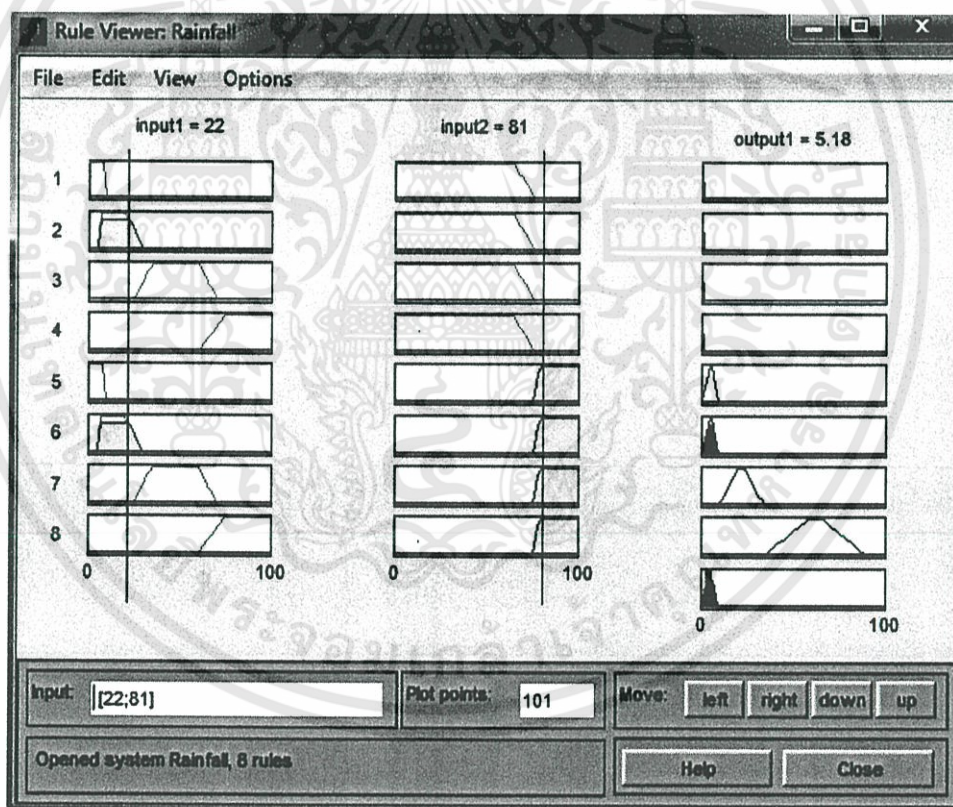 Rule Viewer: Rainfall
File Edit View Options
input1 = 22
input2 = 81
output1 = 5.18
1
2
3
4
5
6
7
8
0 100
0 100
0 100
Input: [22;81]
Plot points: 101
Move: left right down up
Opened system Rainfall, 8 rules
Help Close